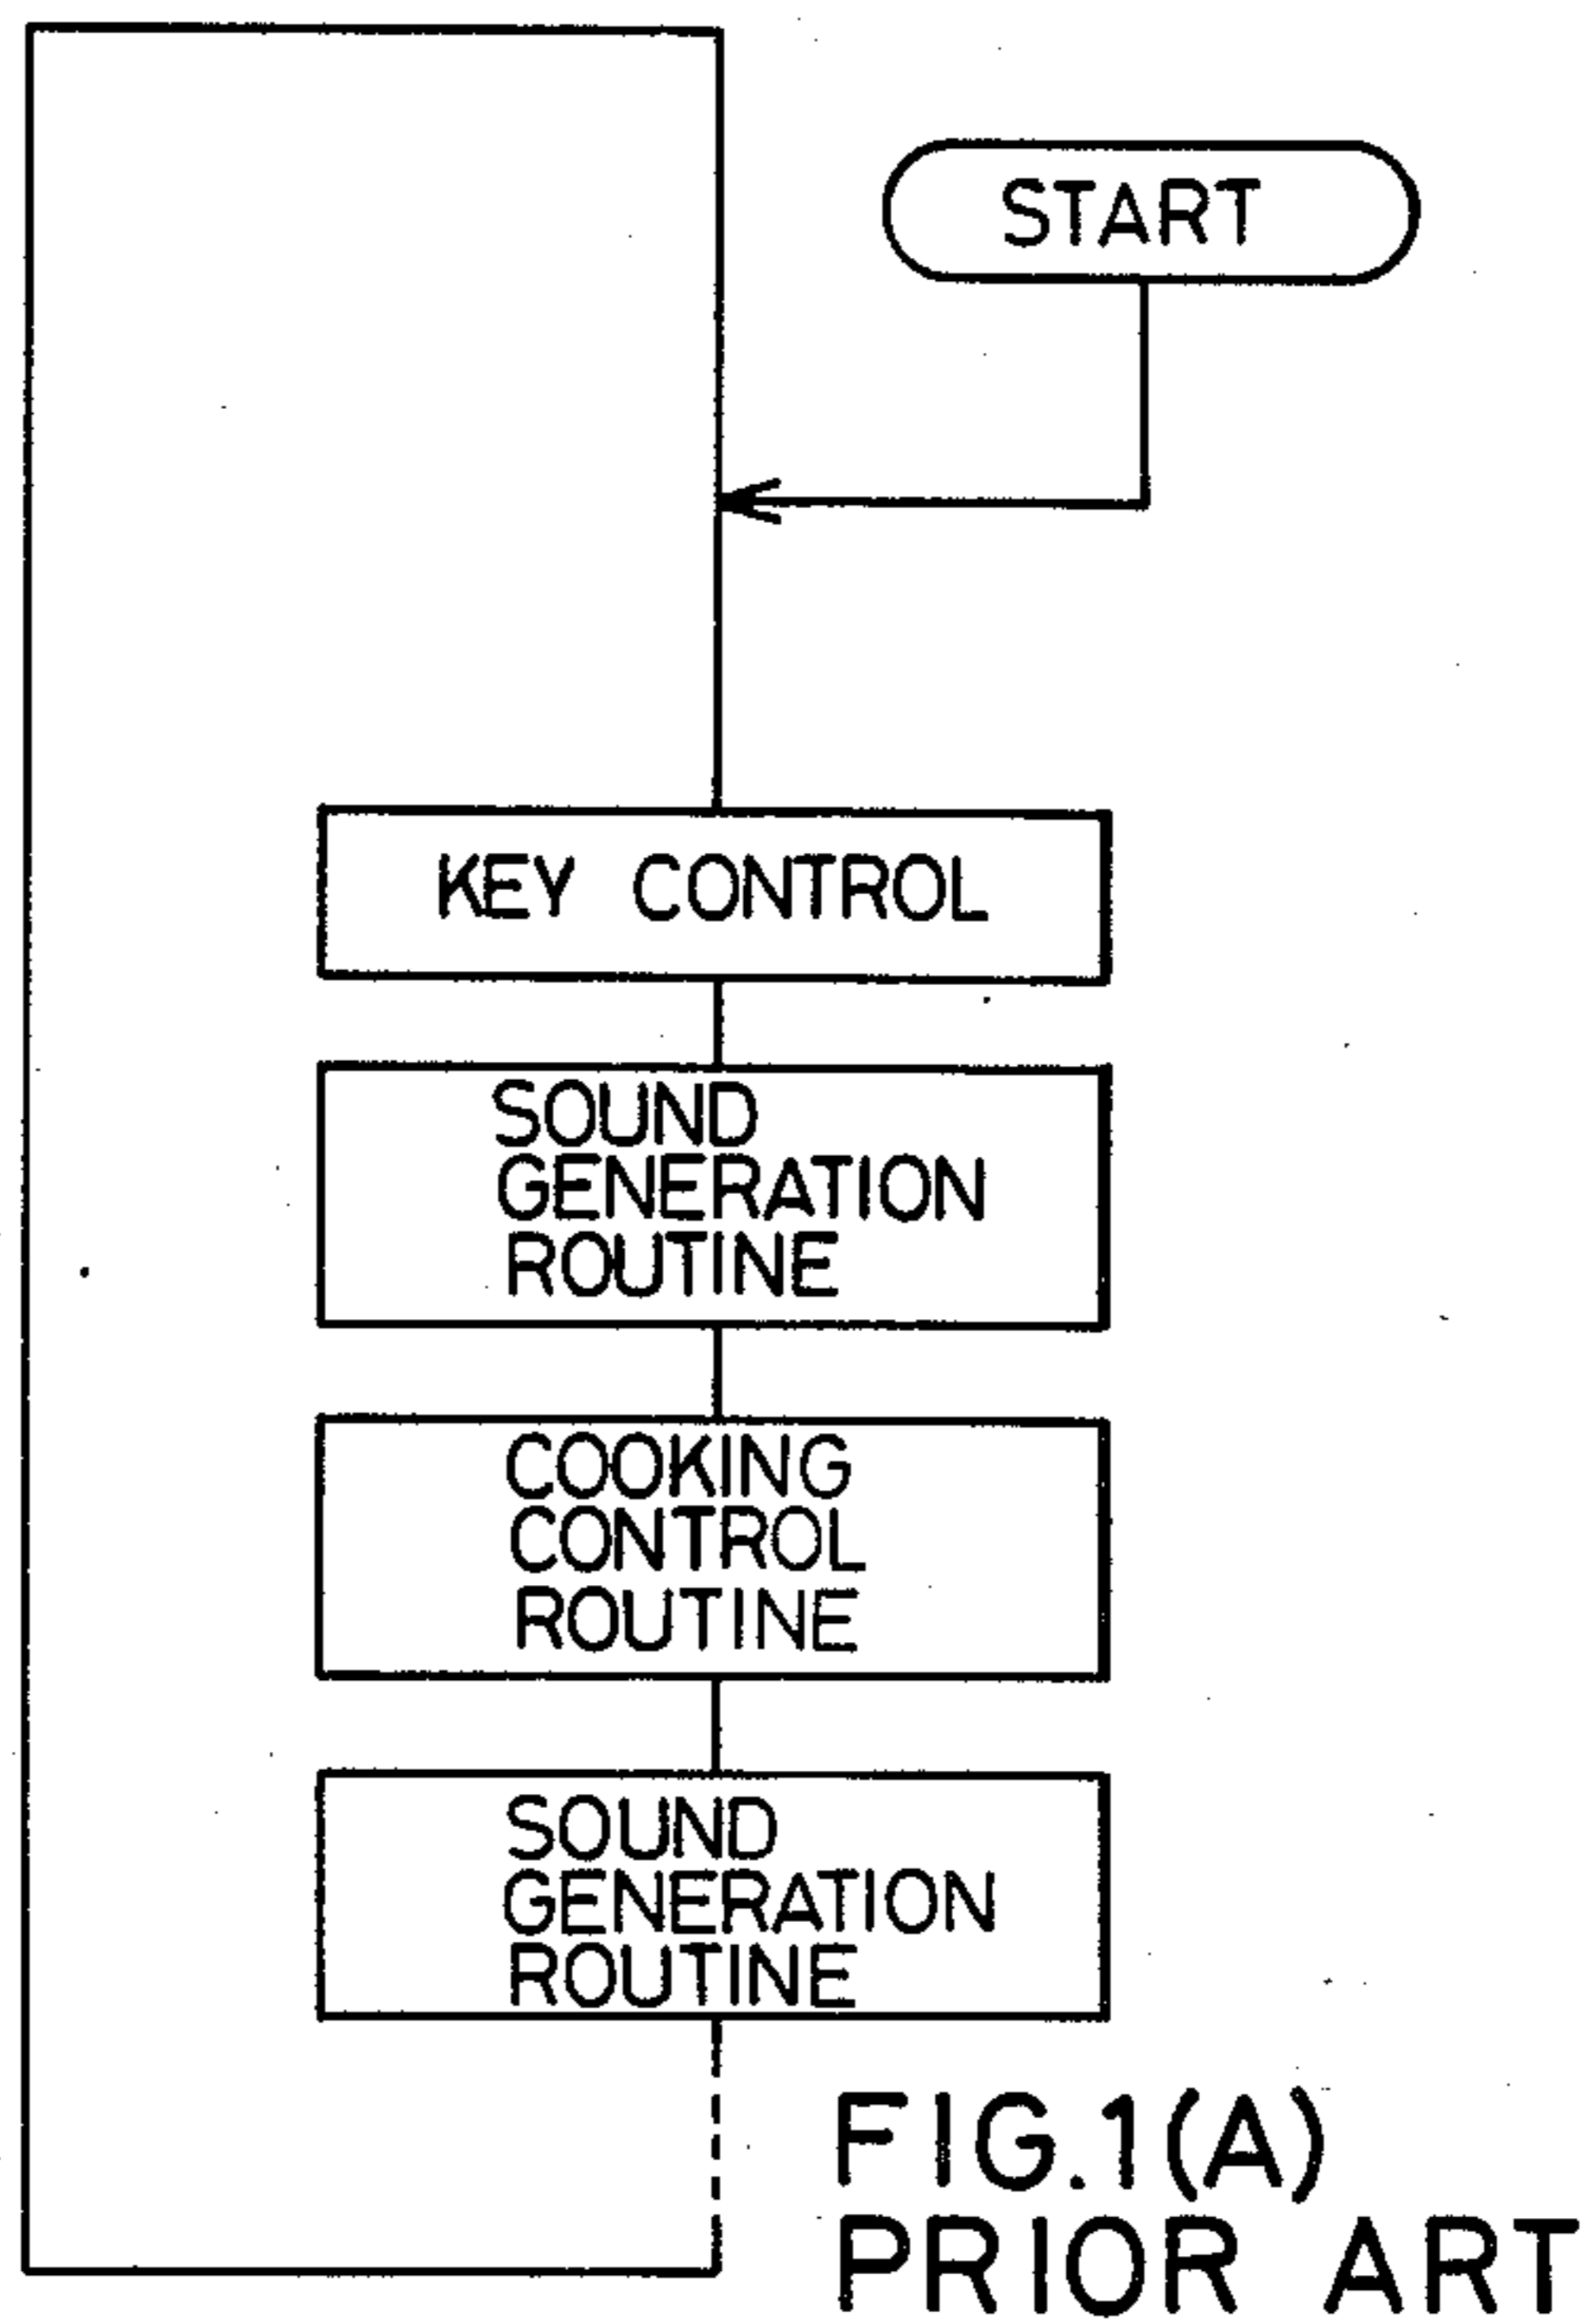 START
KEY CONTROL
SOUND
GENERATION
ROUTINE
COOKING
CONTROL
ROUTINE
SOUND
GENERATION
ROUTINE
FIG.1(A)
PRIOR ART